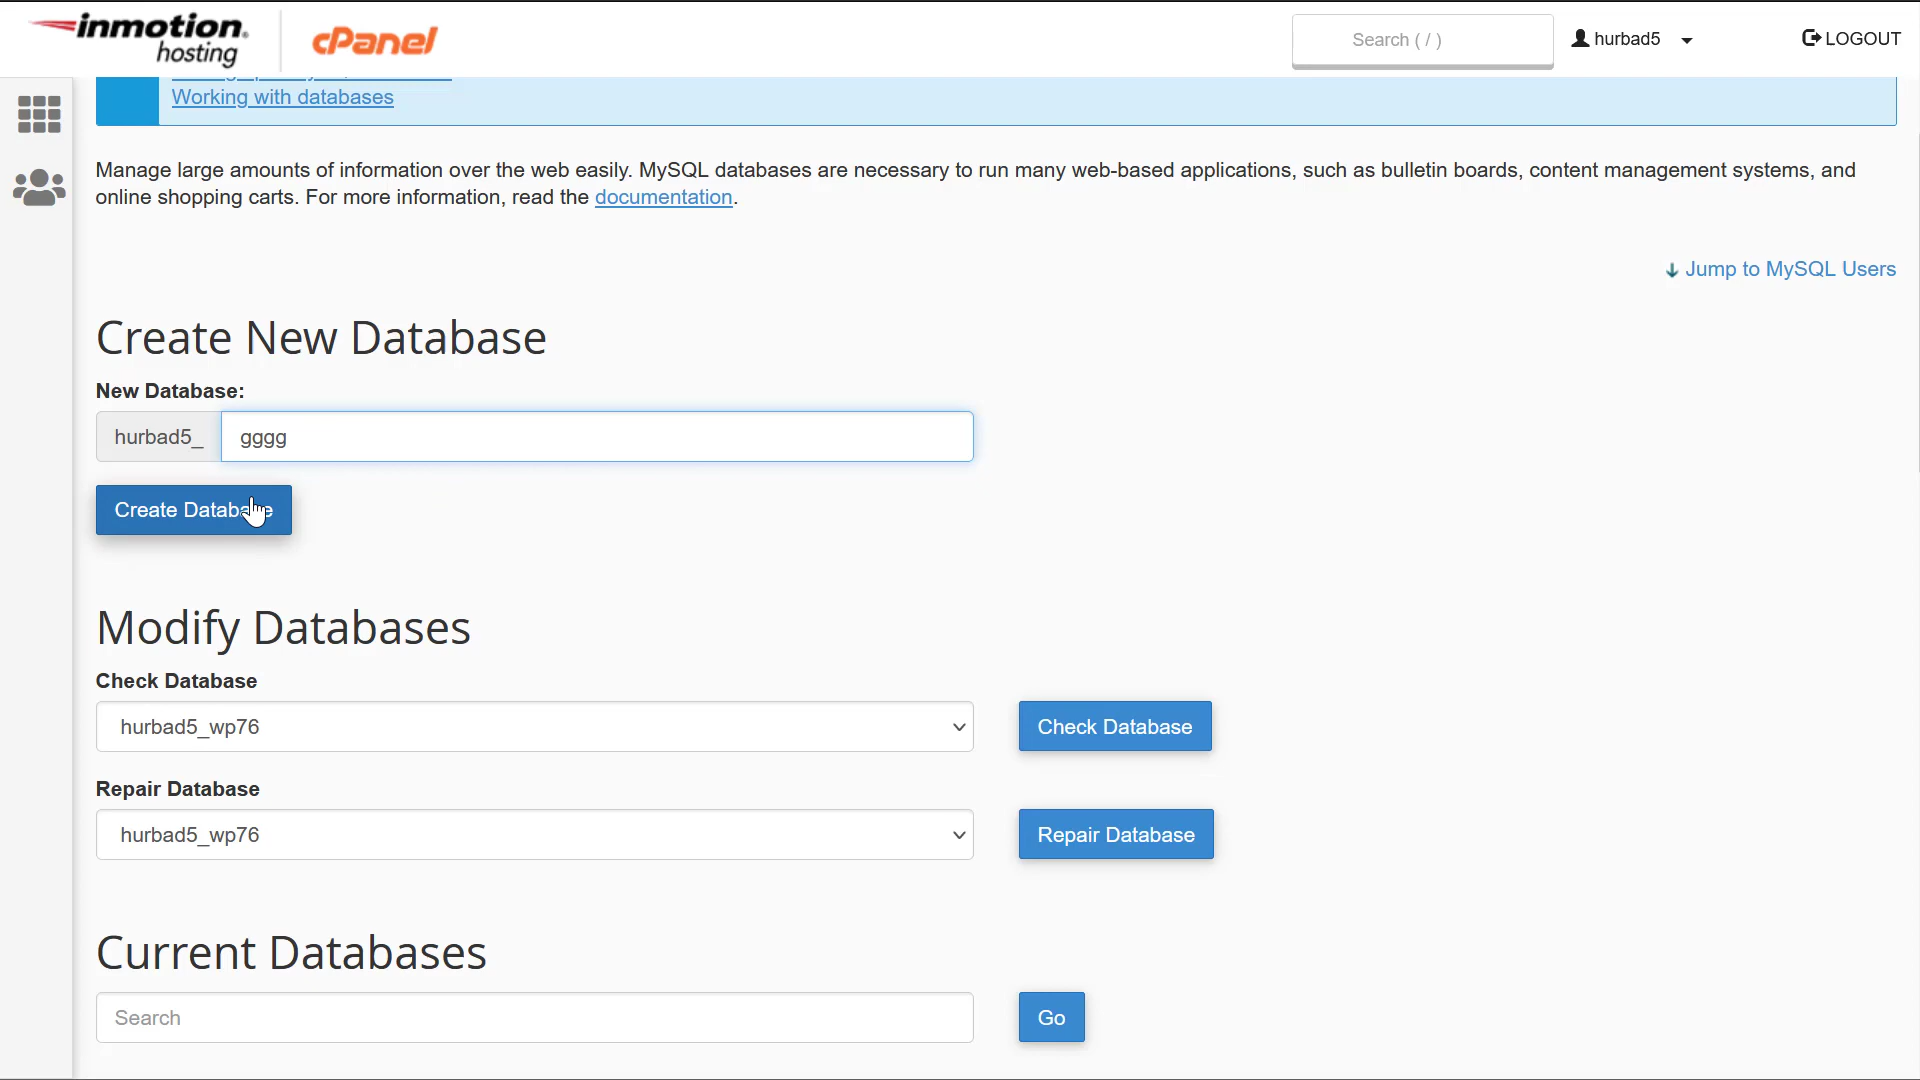 inmotion hosting cPanel Search ( / ) hurbad5 LOGOUT
Working with databases
Manage large amounts of information over the web easily. MySQL databases are necessary to run many web-based applications, such as bulletin boards, content management systems, and
online shopping carts. For more information, read the documentation.
Jump to MySQL Users
Create New Database
New Database:
hurbad5_ gggg
Create Database
Modify Databases
Check Database
hurbad5_wp76 Check Database
Repair Database
hurbad5_wp76 Repair Database
Current Databases
Search Go